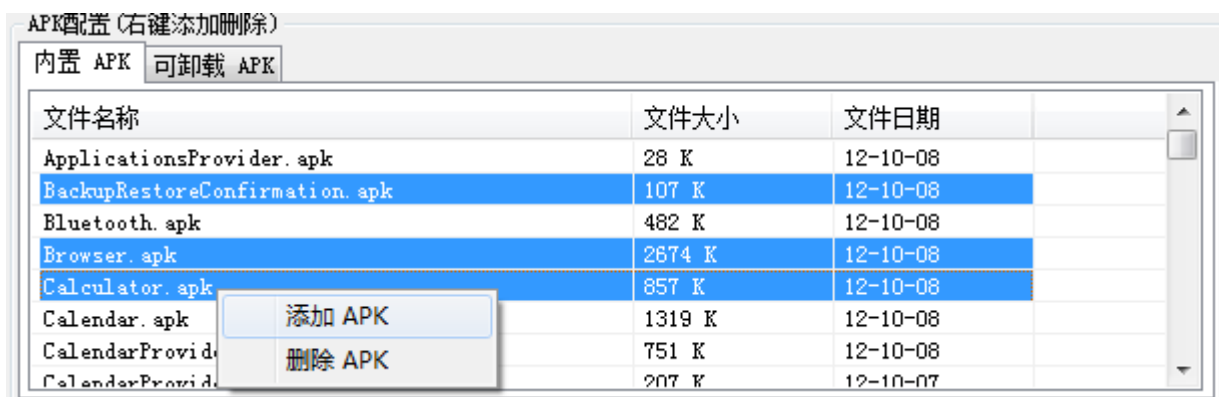 APK配置(右键添加删除)
内置 APK 可卸载 APK
文件名称 文件大小 文件日期
ApplicationsProvider.apk 28 K 12-10-08
BackupRestoreConfirmation.apk 107 K 12-10-08
Bluetooth.apk 482 K 12-10-08
Browser.apk 2674 K 12-10-08
Calculator.apk 857 K 12-10-08
Calendar.apk 添加 APK 1319 K 12-10-08
CalendarProvid 删除 APK 751 K 12-10-08
CalendarProvid 207 K 12-10-07